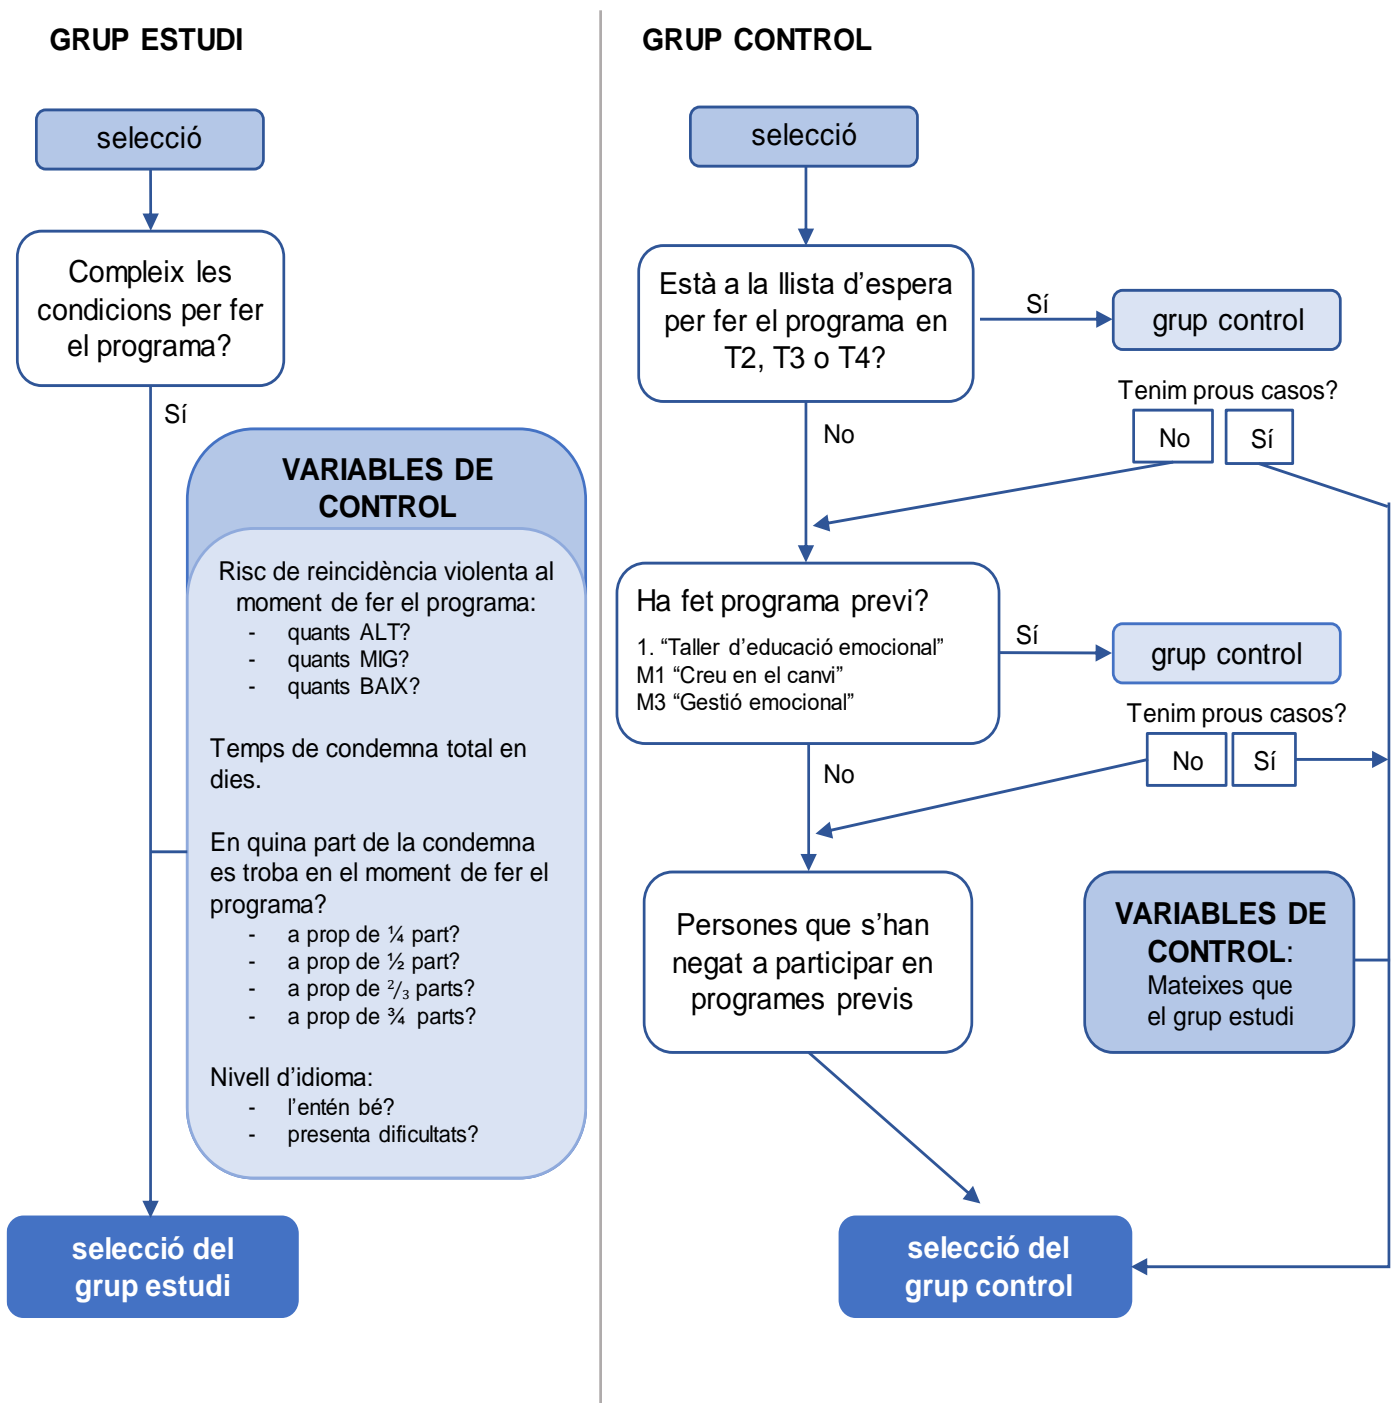 GRUP ESTUDI
selecció
Compleix les
condicions per fer
el programa?
Sí
VARIABLES DE
CONTROL
Risc de reincidència violenta al
moment de fer el programa:
- quants ALT?
- quants MIG?
- quants BAIX?
Temps de condemna total en
dies.
En quina part de la condemna
es troba en el moment de fer el
programa?
- a prop de ¼ part?
- a prop de ½ part?
- a prop de ²/₃ parts?
- a prop de ¾ parts?
Nivell d’idioma:
- l’entén bé?
- presenta dificultats?
selecció del
grup estudi
GRUP CONTROL
selecció
Està a la llista d’espera
per fer el programa en
T2, T3 o T4?
Sí
grup control
Tenim prous casos?
No
Sí
No
Ha fet programa previ?
1. “Taller d’educació emocional”
M1 “Creu en el canvi”
M3 “Gestió emocional”
Sí
grup control
Tenim prous casos?
No
Sí
No
Persones que s’han
negat a participar en
programes previs
VARIABLES DE
CONTROL:
Mateixes que
el grup estudi
selecció del
grup control